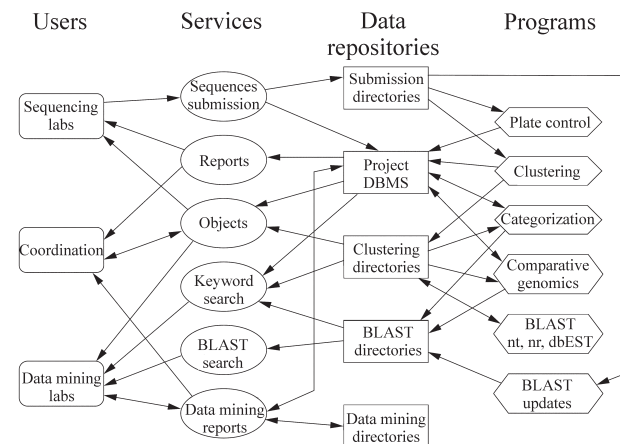 Users
Services
Data
repositories
Programs
Sequencing
labs
Coordination
Data mining
labs
Sequences
submission
Reports
Objects
Keyword
search
BLAST
search
Data mining
reports
Submission
directories
Project
DBMS
Clustering
directories
BLAST
directories
Data mining
directories
Plate control
Clustering
Categorization
Comparative
genomics
BLAST
nt, nr, dbEST
BLAST
updates